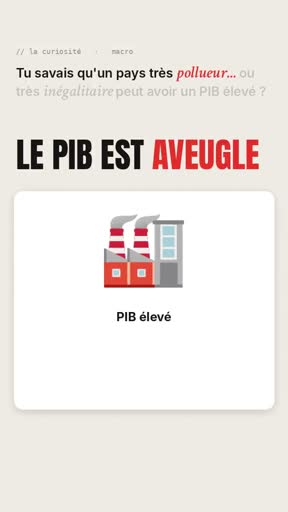 // la curiosité · macro
Tu savais qu'un pays très pollueur... ou
très inégalitaire peut avoir un PIB élevé ?
LE PIB EST AVEUGLE
PIB élevé